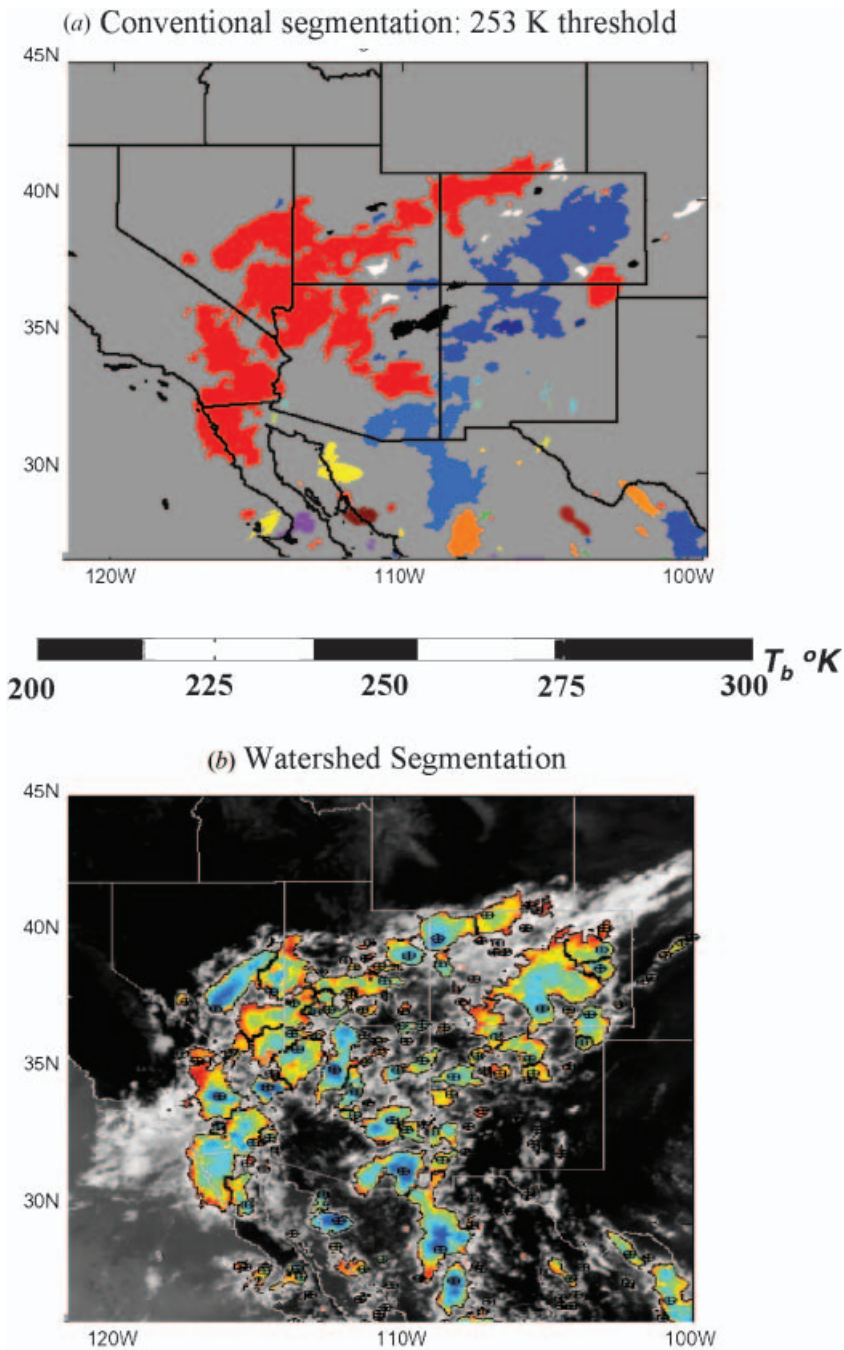 (a) Conventional segmentation: 253 K threshold
45N
40N
35N
30N
120W 110W 100W
200 225 250 275 300 T_b °K
(b) Watershed Segmentation
45N
40N
35N
30N
120W 110W 100W